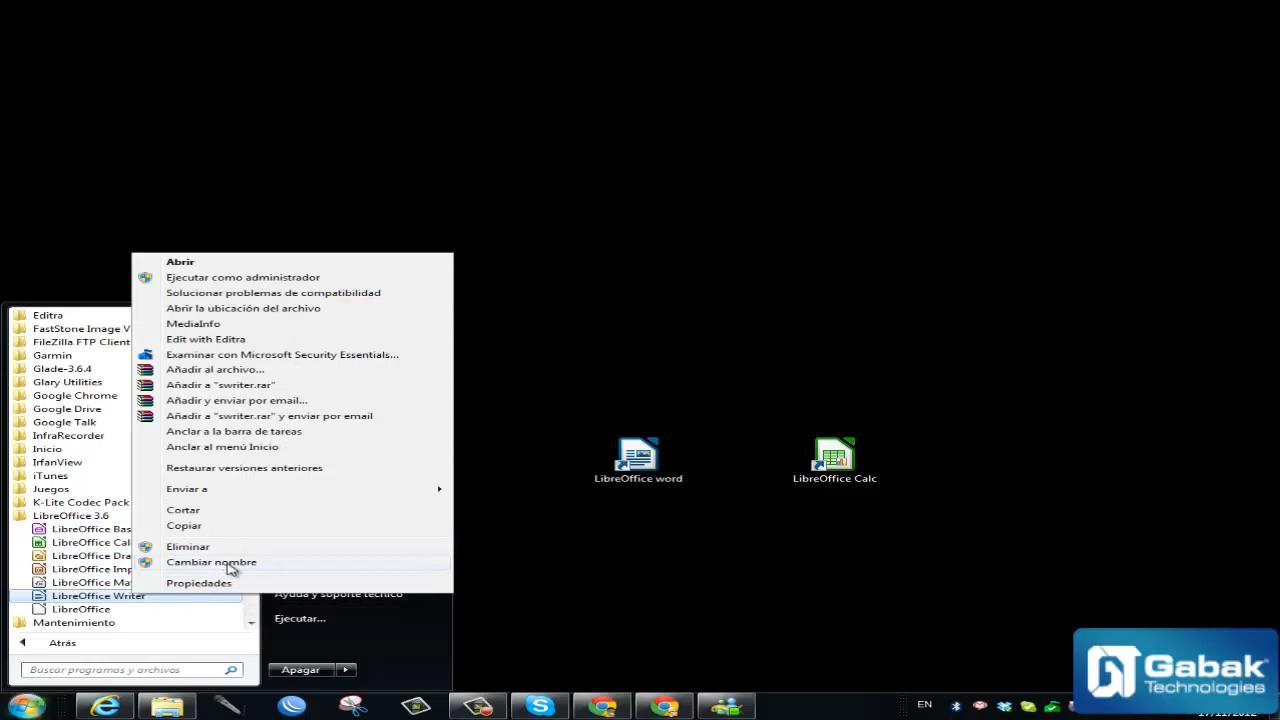 Abrir
Ejecutar como administrador
Solucionar problemas de compatibilidad
Abrir la ubicación del archivo
MediaInfo
Edit with Editra
Examinar con Microsoft Security Essentials...
Añadir al archivo...
Añadir a "swriter.rar"
Añadir y enviar por email...
Añadir a "swriter.rar" y enviar por email
Anclar a la barra de tareas
Anclar al menú Inicio
Restaurar versiones anteriores
Enviar a
Cortar
Copiar
Eliminar
Cambiar nombre
Propiedades
Editra
FastStone Image V
FileZilla FTP Client
Garmin
Glade-3.6.4
Glary Utilities
Google Chrome
Google Drive
Google Talk
InfraRecorder
Inicio
IrfanView
iTunes
Juegos
K-Lite Codec Pack
LibreOffice 3.6
LibreOffice Bas
LibreOffice Cal
LibreOffice Dra
LibreOffice Imp
LibreOffice Ma
LibreOffice Writer
LibreOffice
Mantenimiento
Atrás
Buscar programas y archivos
Ayuda y soporte técnico
Ejecutar...
Apagar
LibreOffice word
LibreOffice Calc
EN
Gabak
Technologies
17/11/2012